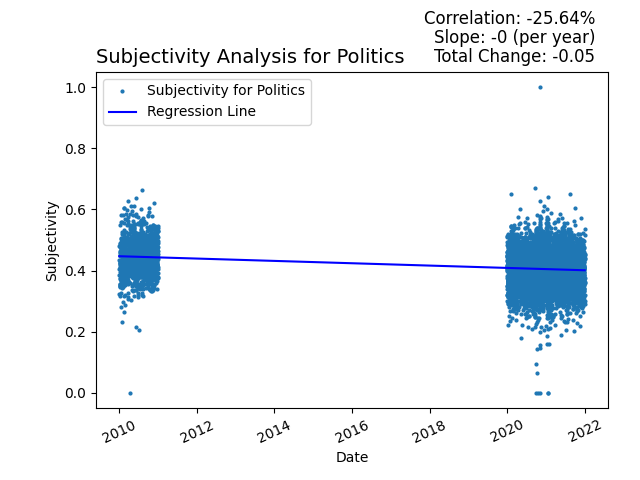 Correlation: -25.64%
Slope: -0 (per year)
Subjectivity Analysis for Politics
Total Change: -0.05
Subjectivity for Politics
Regression Line
1.0
0.8
0.6
0.4
0.2
0.0
Subjectivity
2010
2012
2014
2016
2018
2020
2022
Date